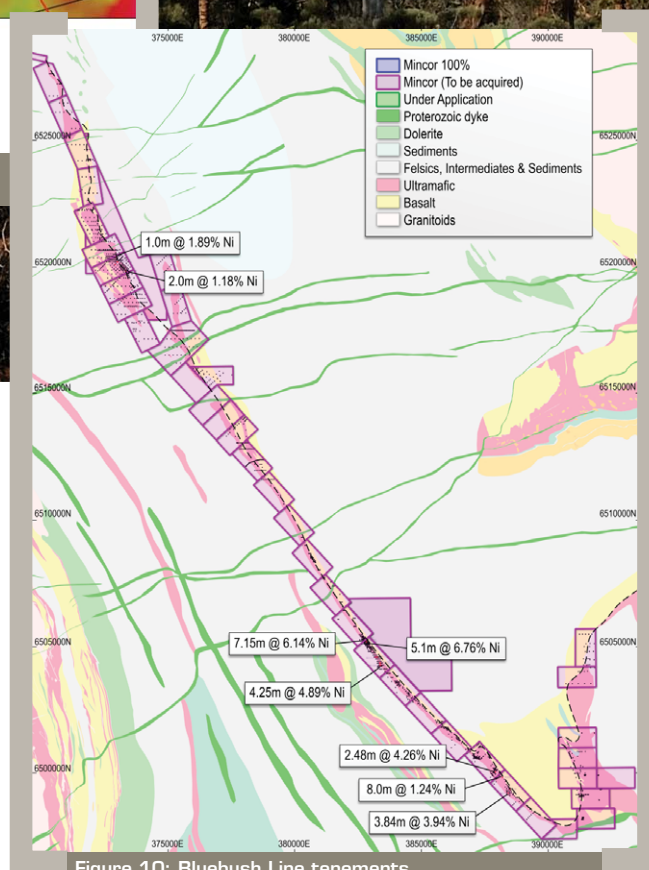 375000E 380000E 385000E 390000E
Mincor 100%
Mincor (To be acquired)
Under Application
Proterozoic dyke
Dolerite
Sediments
Felsics, Intermediates & Sediments
Ultramafic
Basalt
Granitoids
6525000N 6525000N
1.0m @ 1.89% Ni
6520000N 6520000N
2.0m @ 1.18% Ni
6515000N 6515000N
6510000N 6510000N
7.15m @ 6.14% Ni 5.1m @ 6.76% Ni
6505000N 6505000N
4.25m @ 4.89% Ni
2.48m @ 4.26% Ni
6500000N 6500000N
8.0m @ 1.24% Ni
3.84m @ 3.94% Ni
375000E 380000E 385000E 390000E
Figure 10: Bluebush Line tenements